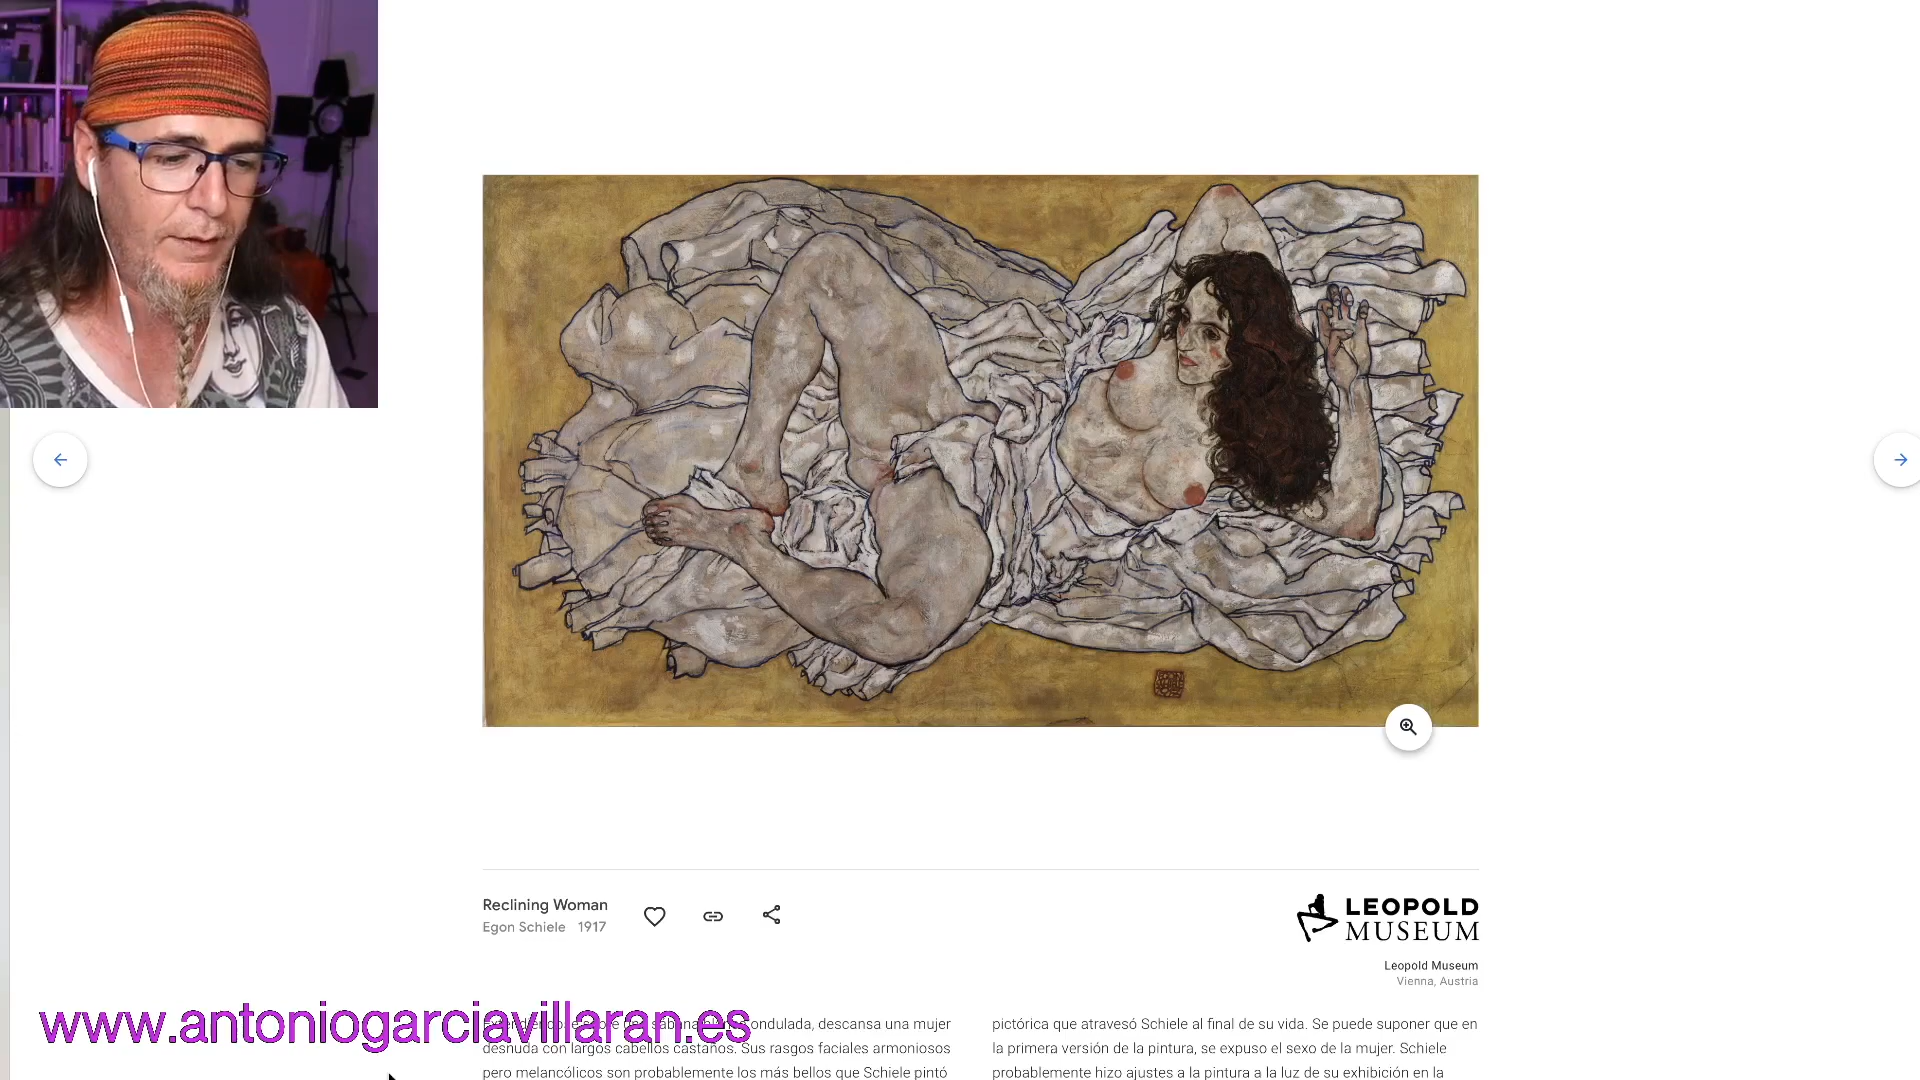 Reclining Woman
Egon Schiele 1917
LEOPOLD
MUSEUM
Leopold Museum
Vienna, Austria
www.antoniogarciavillaran.es
ondulada, descansa una mujer
desnuda con largos cabellos castaños. Sus rasgos faciales armoniosos
pero melancólicos son probablemente los más bellos que Schiele pintó
pictórica que atravesó Schiele al final de su vida. Se puede suponer que en
la primera versión de la pintura, se expuso el sexo de la mujer. Schiele
probablemente hizo ajustes a la pintura a la luz de su exhibición en la